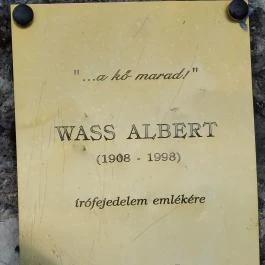 "...a kő marad!"
WASS ALBERT
(1908 - 1998)
írófejedelem emlékére